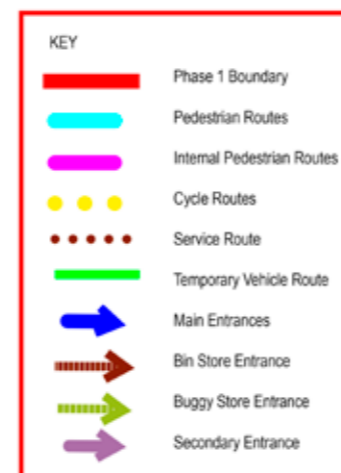 KEY
Phase 1 Boundary
Pedestrian Routes
Internal Pedestrian Routes
Cycle Routes
Service Route
Temporary Vehicle Route
Main Entrances
Bin Store Entrance
Buggy Store Entrance
Secondary Entrance